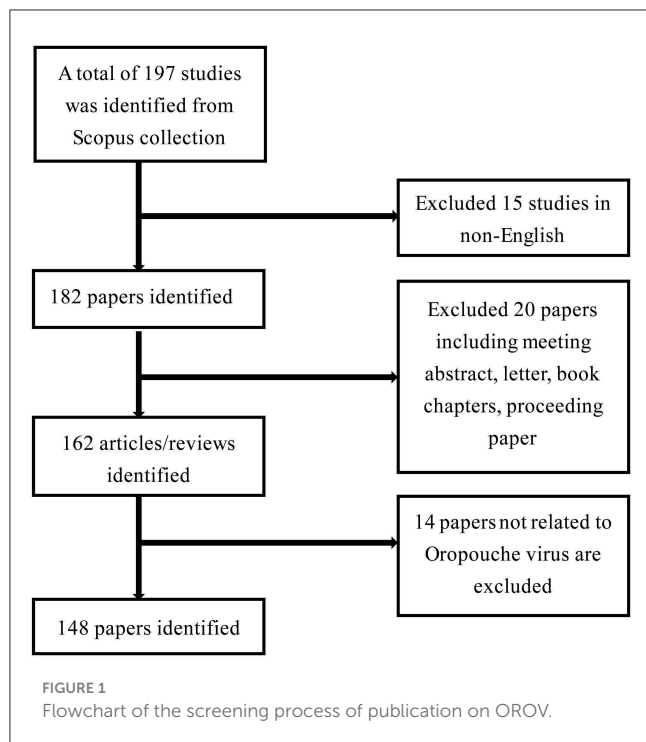 A total of 197 studies
was identified from
Scopus collection
Excluded 15 studies in
non-English
182 papers identified
Excluded 20 papers
including meeting
abstract, letter, book
chapters, proceeding
paper
162 articles/reviews
identified
14 papers not related to
Oropouche virus are
excluded
148 papers identified
FIGURE 1
Flowchart of the screening process of publication on OROV.